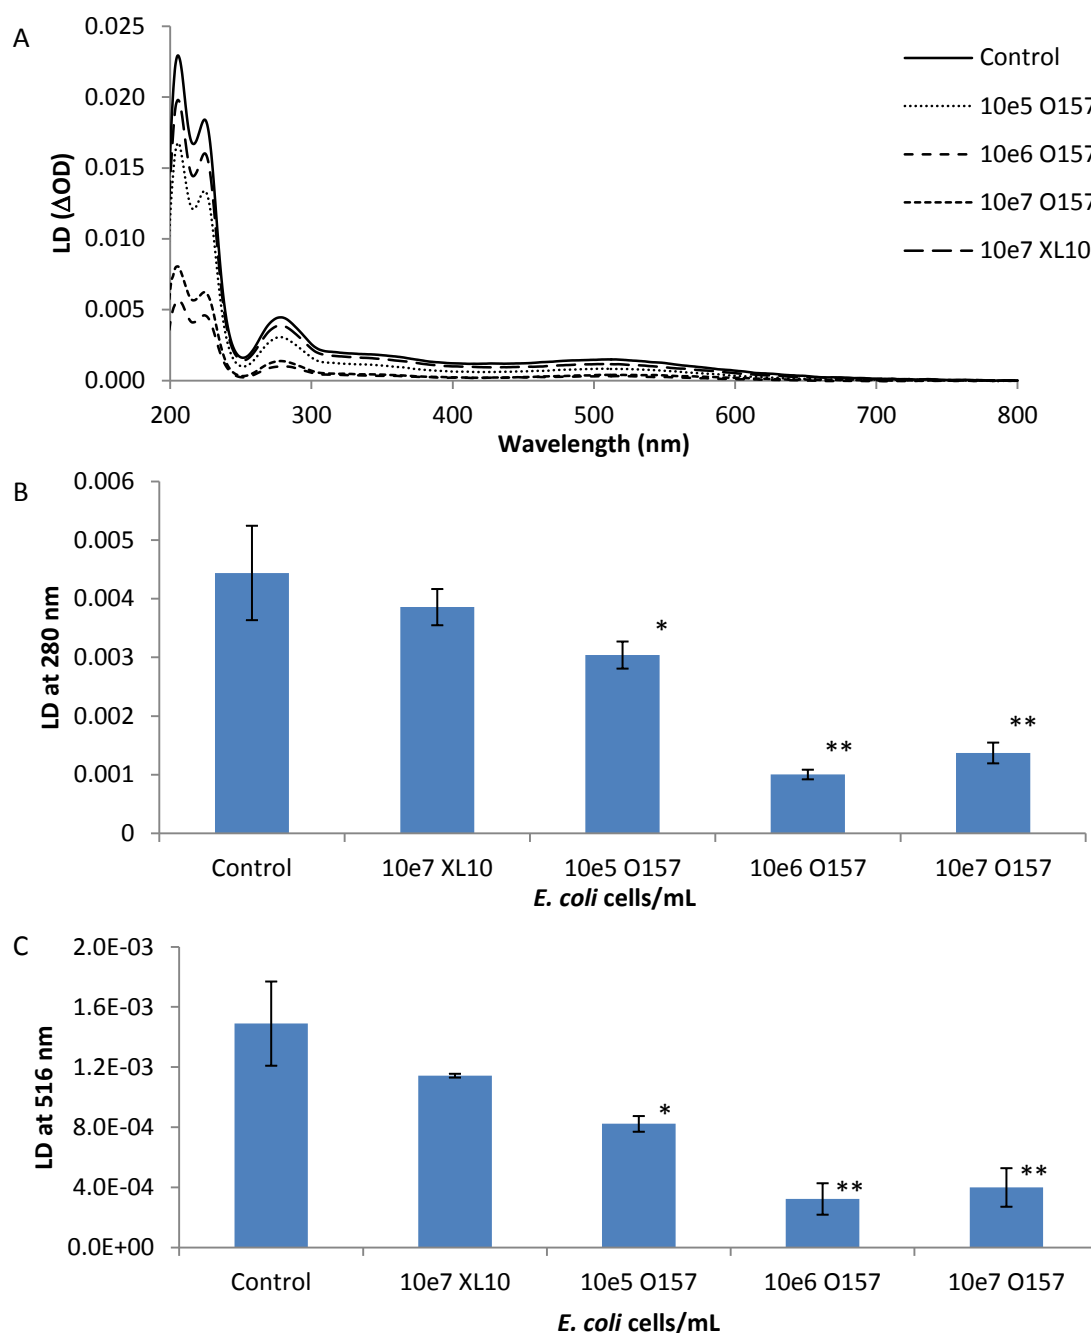 A
0.025
0.020
0.015
0.010
0.005
0.000
LD (ΔOD)
200 300 400 500 600 700 800
Wavelength (nm)
Control
10e5 O157
10e6 O157
10e7 O157
10e7 XL10
B
0.006
0.005
0.004
0.003
0.002
0.001
0
LD at 280 nm
*
**
**
Control 10e7 XL10 10e5 O157 10e6 O157 10e7 O157
E. coli cells/mL
C
2.0E-03
1.6E-03
1.2E-03
8.0E-04
4.0E-04
0.0E+00
LD at 516 nm
*
**
**
Control 10e7 XL10 10e5 O157 10e6 O157 10e7 O157
E. coli cells/mL